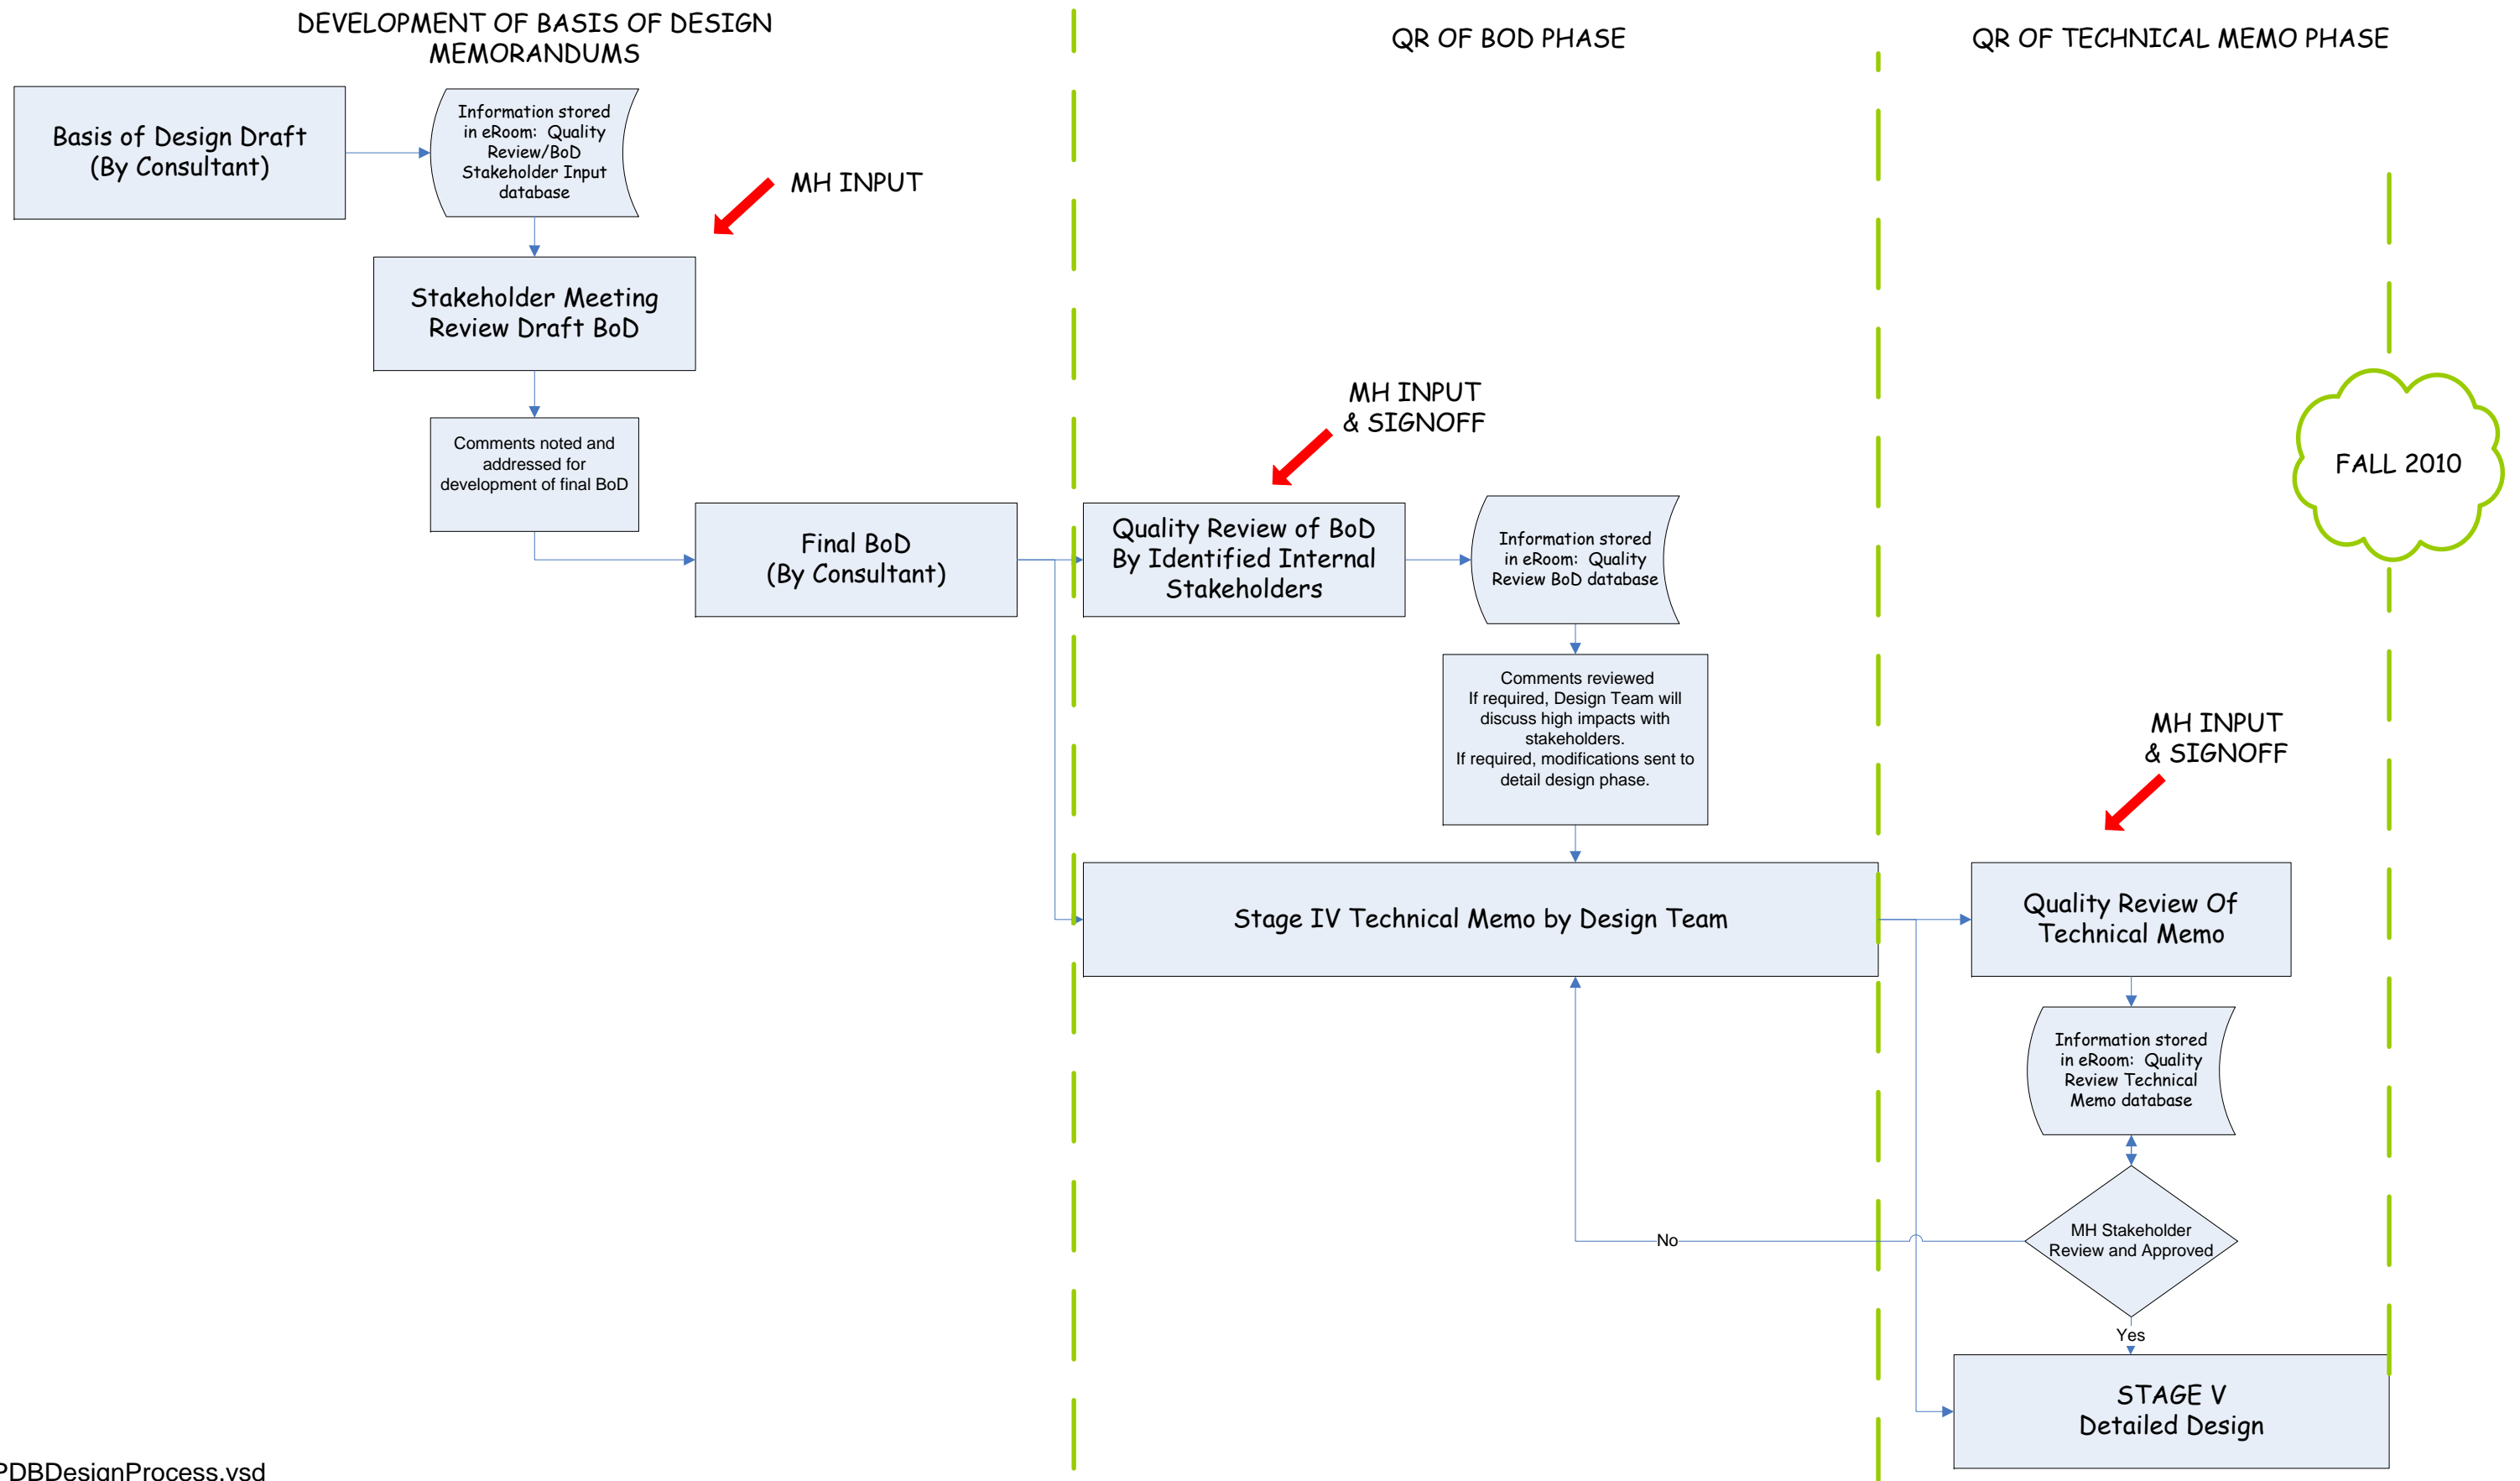 DEVELOPMENT OF BASIS OF DESIGN
MEMORANDUMS
QR OF BOD PHASE
QR OF TECHNICAL MEMO PHASE
Basis of Design Draft
(By Consultant)
Information stored
in eRoom: Quality
Review/BoD
Stakeholder Input
database
MH INPUT
Stakeholder Meeting
Review Draft BoD
Comments noted and
addressed for
development of final BoD
Final BoD
(By Consultant)
MH INPUT
& SIGNOFF
Quality Review of BoD
By Identified Internal
Stakeholders
Information stored
in eRoom: Quality
Review BoD database
Comments reviewed
If required, Design Team will
discuss high impacts with
stakeholders.
If required, modifications sent to
detail design phase.
FALL 2010
Stage IV Technical Memo by Design Team
MH INPUT
& SIGNOFF
Quality Review Of
Technical Memo
Information stored
in eRoom: Quality
Review Technical
Memo database
MH Stakeholder
Review and Approved
No
Yes
STAGE V
Detailed Design
PDBDesignProcess.vsd